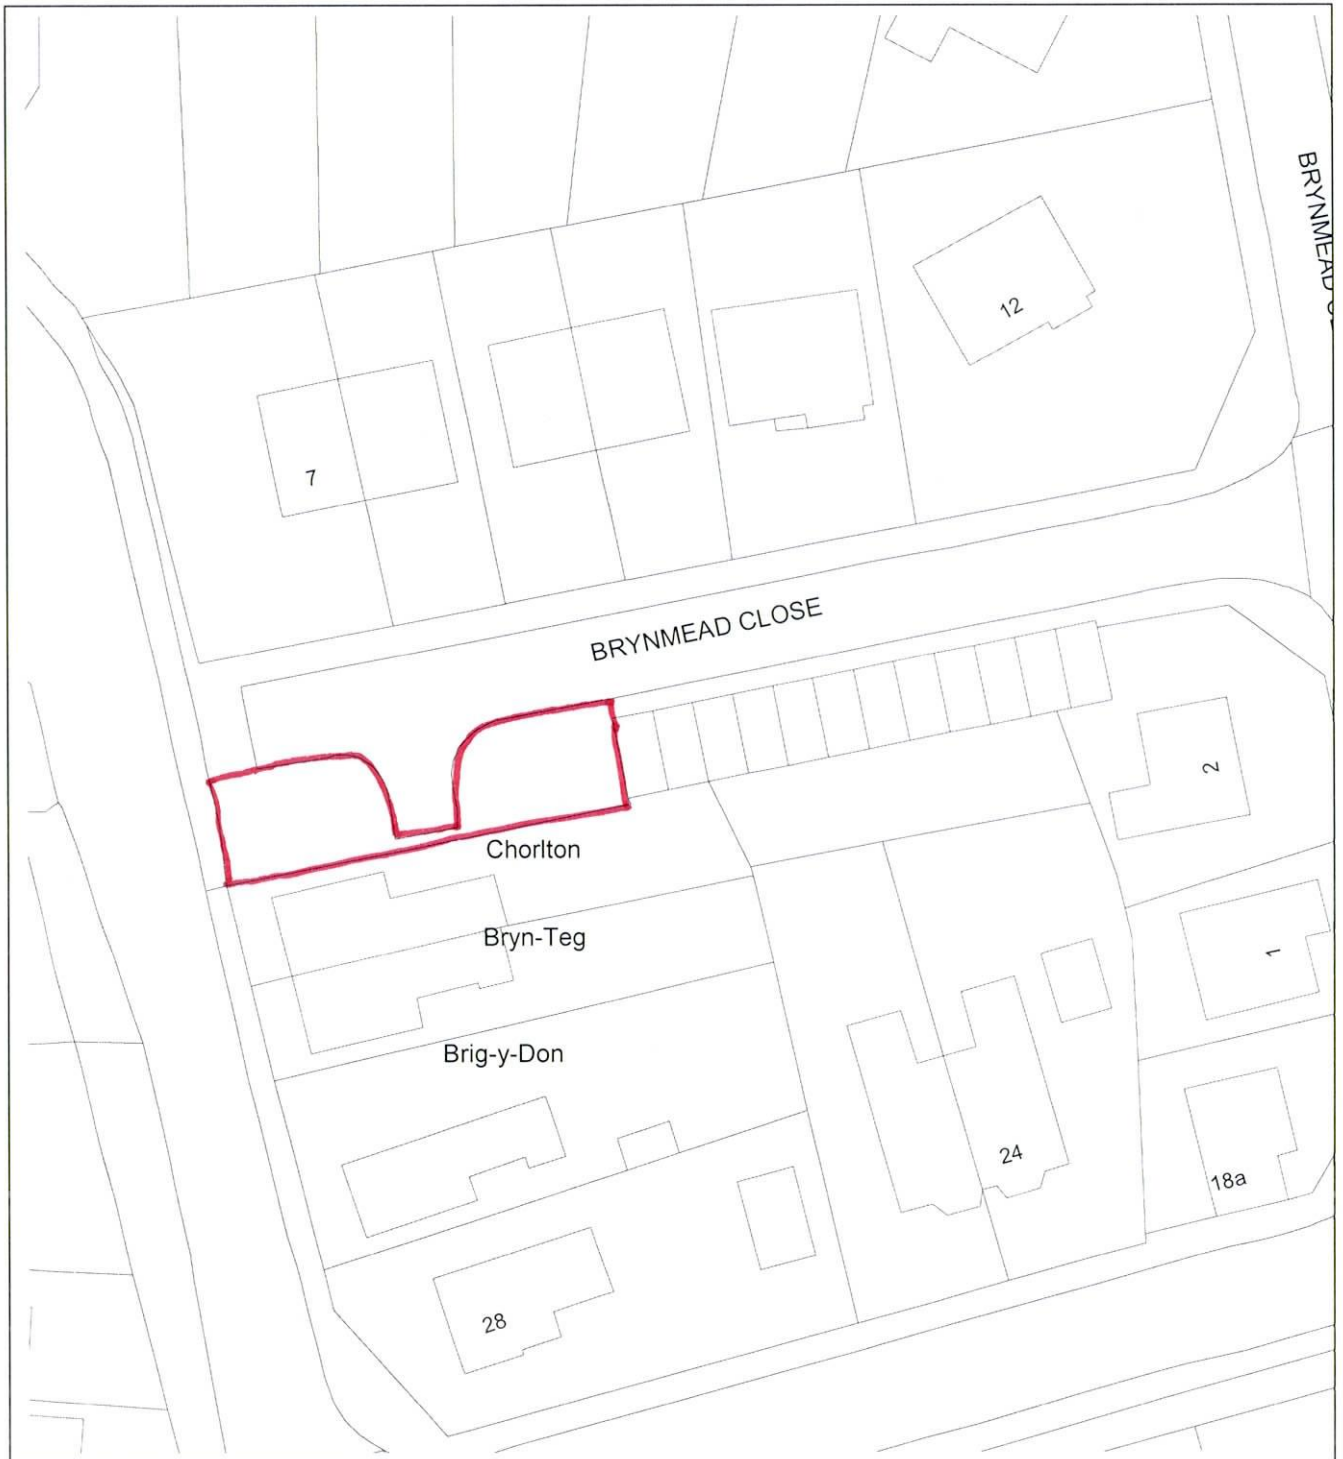 BRYNMEAD
12
7
BRYNMEAD CLOSE
2
Chorlton
Bryn-Teg
1
Brig-y-Don
24
18a
28